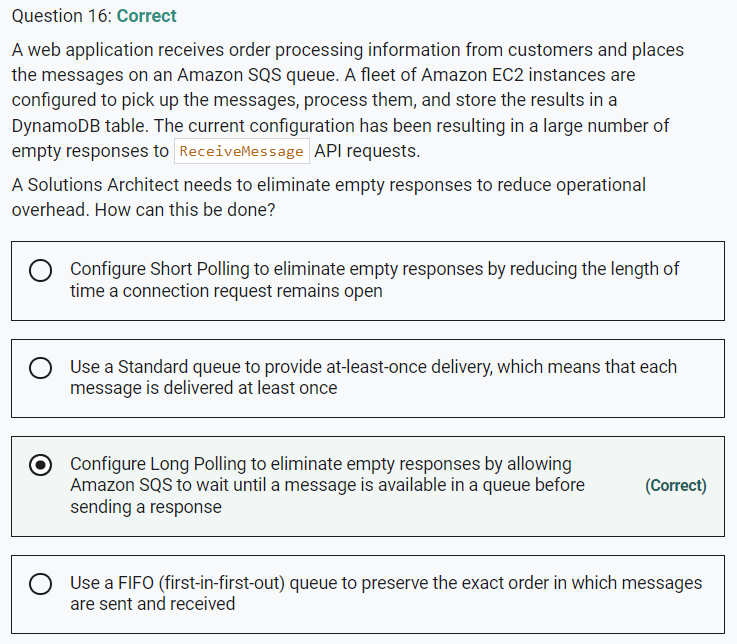 Question 16: Correct
A web application receives order processing information from customers and places
the messages on an Amazon SQS queue. A fleet of Amazon EC2 instances are
configured to pick up the messages, process them, and store the results in a
DynamoDB table. The current configuration has been resulting in a large number of
empty responses to ReceiveMessage API requests.
A Solutions Architect needs to eliminate empty responses to reduce operational
overhead. How can this be done?
Configure Short Polling to eliminate empty responses by reducing the length of
time a connection request remains open
Use a Standard queue to provide at-least-once delivery, which means that each
message is delivered at least once
Configure Long Polling to eliminate empty responses by allowing
Amazon SQS to wait until a message is available in a queue before
sending a response
(Correct)
Use a FIFO (first-in-first-out) queue to preserve the exact order in which messages
are sent and received